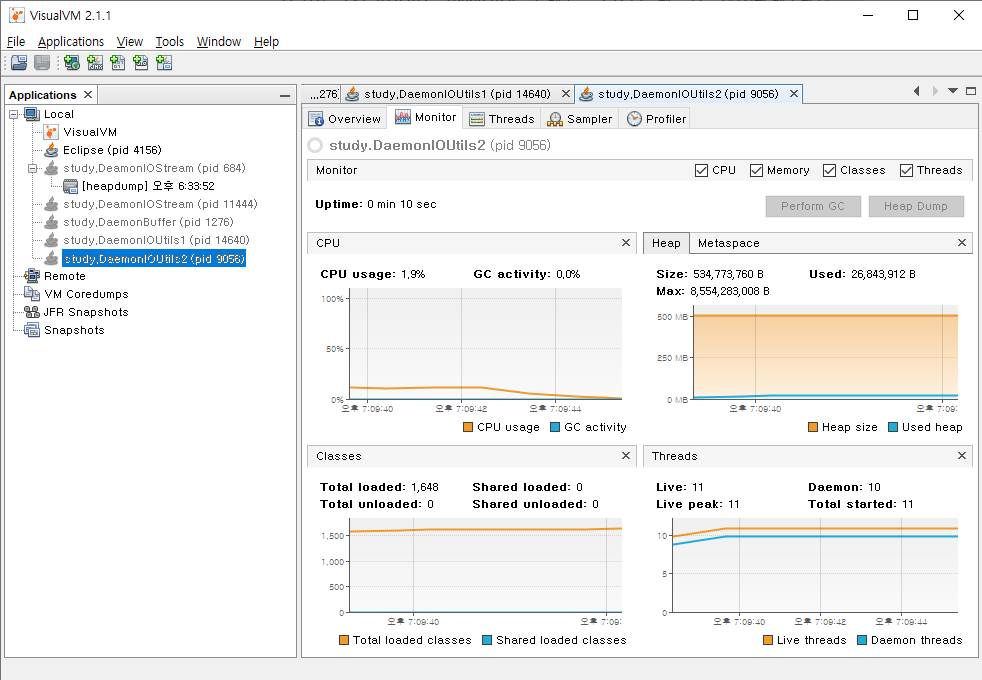 VisualVM 2.1.1
File Applications View Tools Window Help
Applications
Local
VisualVM
Eclipse (pid 4156)
study.DeamonIOStream (pid 684)
[heapdump] 오후 6:33:52
study.DeamonIOStream (pid 11444)
study.DaemonBuffer (pid 1276)
study.DaemonIOUtils1 (pid 14640)
study.DaemonIOUtils2 (pid 9056)
Remote
VM Coredumps
JFR Snapshots
Snapshots
...276) study.DaemonIOUtils1 (pid 14640) study.DaemonIOUtils2 (pid 9056)
Overview Monitor Threads Sampler Profiler
study.DaemonIOUtils2 (pid 9056)
Monitor CPU Memory Classes Threads
Uptime: 0 min 10 sec Perform GC Heap Dump
CPU
CPU usage: 1,9% GC activity: 0,0%
100%
50%
0%
오후 7:09:40 오후 7:09:42 오후 7:09:44
CPU usage GC activity
Heap Metaspace
Size: 534,773,760 B Used: 26,843,912 B
Max: 8,554,283,008 B
500 MB
250 MB
0 MB
오후 7:09:40 오후 7:09:
Heap size Used heap
Classes
Total loaded: 1,648 Shared loaded: 0
Total unloaded: 0 Shared unloaded: 0
1,500
1,000
500
0
오후 7:09:40 오후 7:09:
Total loaded classes Shared loaded classes
Threads
Live: 11 Daemon: 10
Live peak: 11 Total started: 11
10
5
0
오후 7:09:40 오후 7:09:42 오후 7:09:44
Live threads Daemon threads